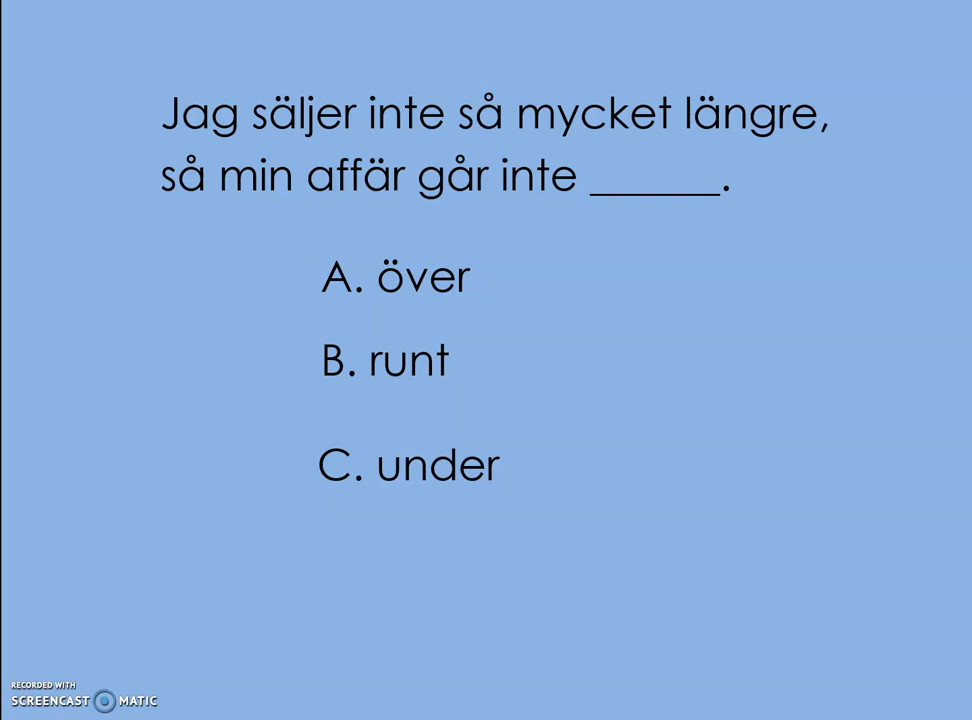 Jag säljer inte så mycket längre,
så min affär går inte ______.
A. över
B. runt
C. under
RECORDED WITH
SCREENCAST MATIC